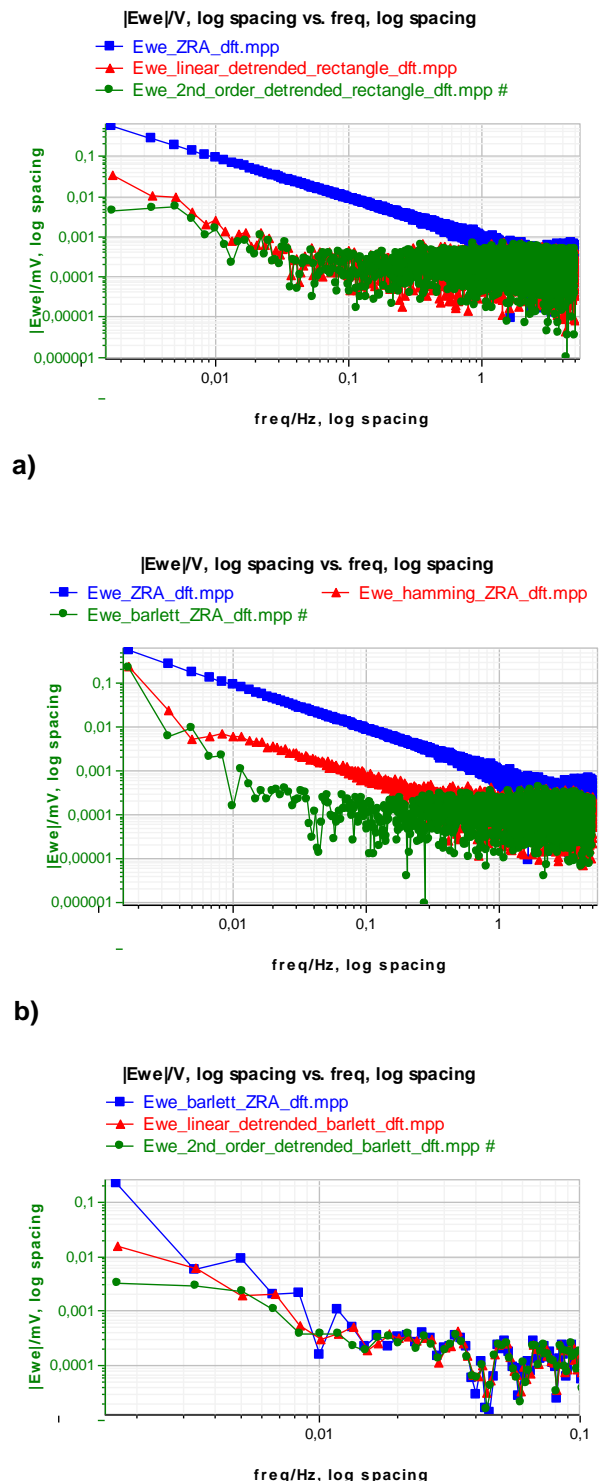 |Ewe|/V, log spacing vs. freq, log spacing
Ewe_ZRA_dft.mpp
Ewe_linear_detrended_rectangle_dft.mpp
Ewe_2nd_order_detrended_rectangle_dft.mpp #
|Ewe|/mV, log spacing
0,1
0,01
0,001
0,0001
0,00001
0,000001
0,01 0,1 1
freq/Hz, log spacing
a)
|Ewe|/V, log spacing vs. freq, log spacing
Ewe_ZRA_dft.mpp Ewe_hamming_ZRA_dft.mpp
Ewe_barlett_ZRA_dft.mpp #
|Ewe|/mV, log spacing
0,1
0,01
0,001
0,0001
0,00001
0,000001
0,01 0,1 1
freq/Hz, log spacing
b)
|Ewe|/V, log spacing vs. freq, log spacing
Ewe_barlett_ZRA_dft.mpp
Ewe_linear_detrended_barlett_dft.mpp
Ewe_2nd_order_detrended_barlett_dft.mpp #
|Ewe|/mV, log spacing
0,1
0,01
0,001
0,0001
0,01 0,1
freq/Hz, log spacing